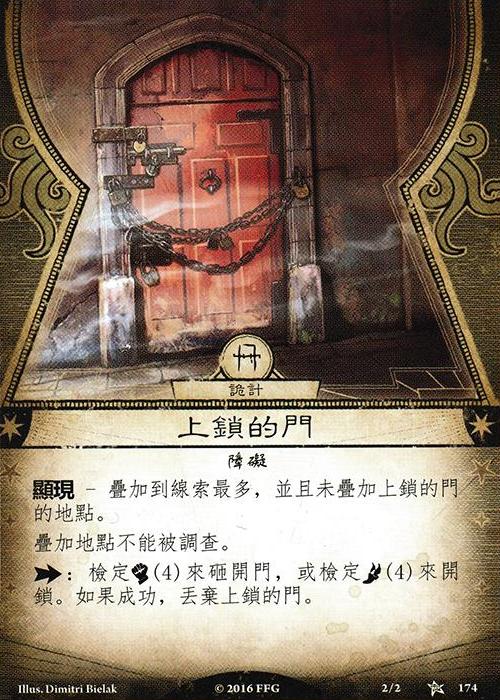 詭計
上鎖的門
障礙
顯現 - 疊加到線索最多，並且未疊加上鎖的門
的地點。
疊加地點不能被調查。
：檢定(4)來砸開門，或檢定(4)來開
鎖。如果成功，丟棄上鎖的門。
Illus. Dimitri Bielak © 2016 FFG 2/2 174